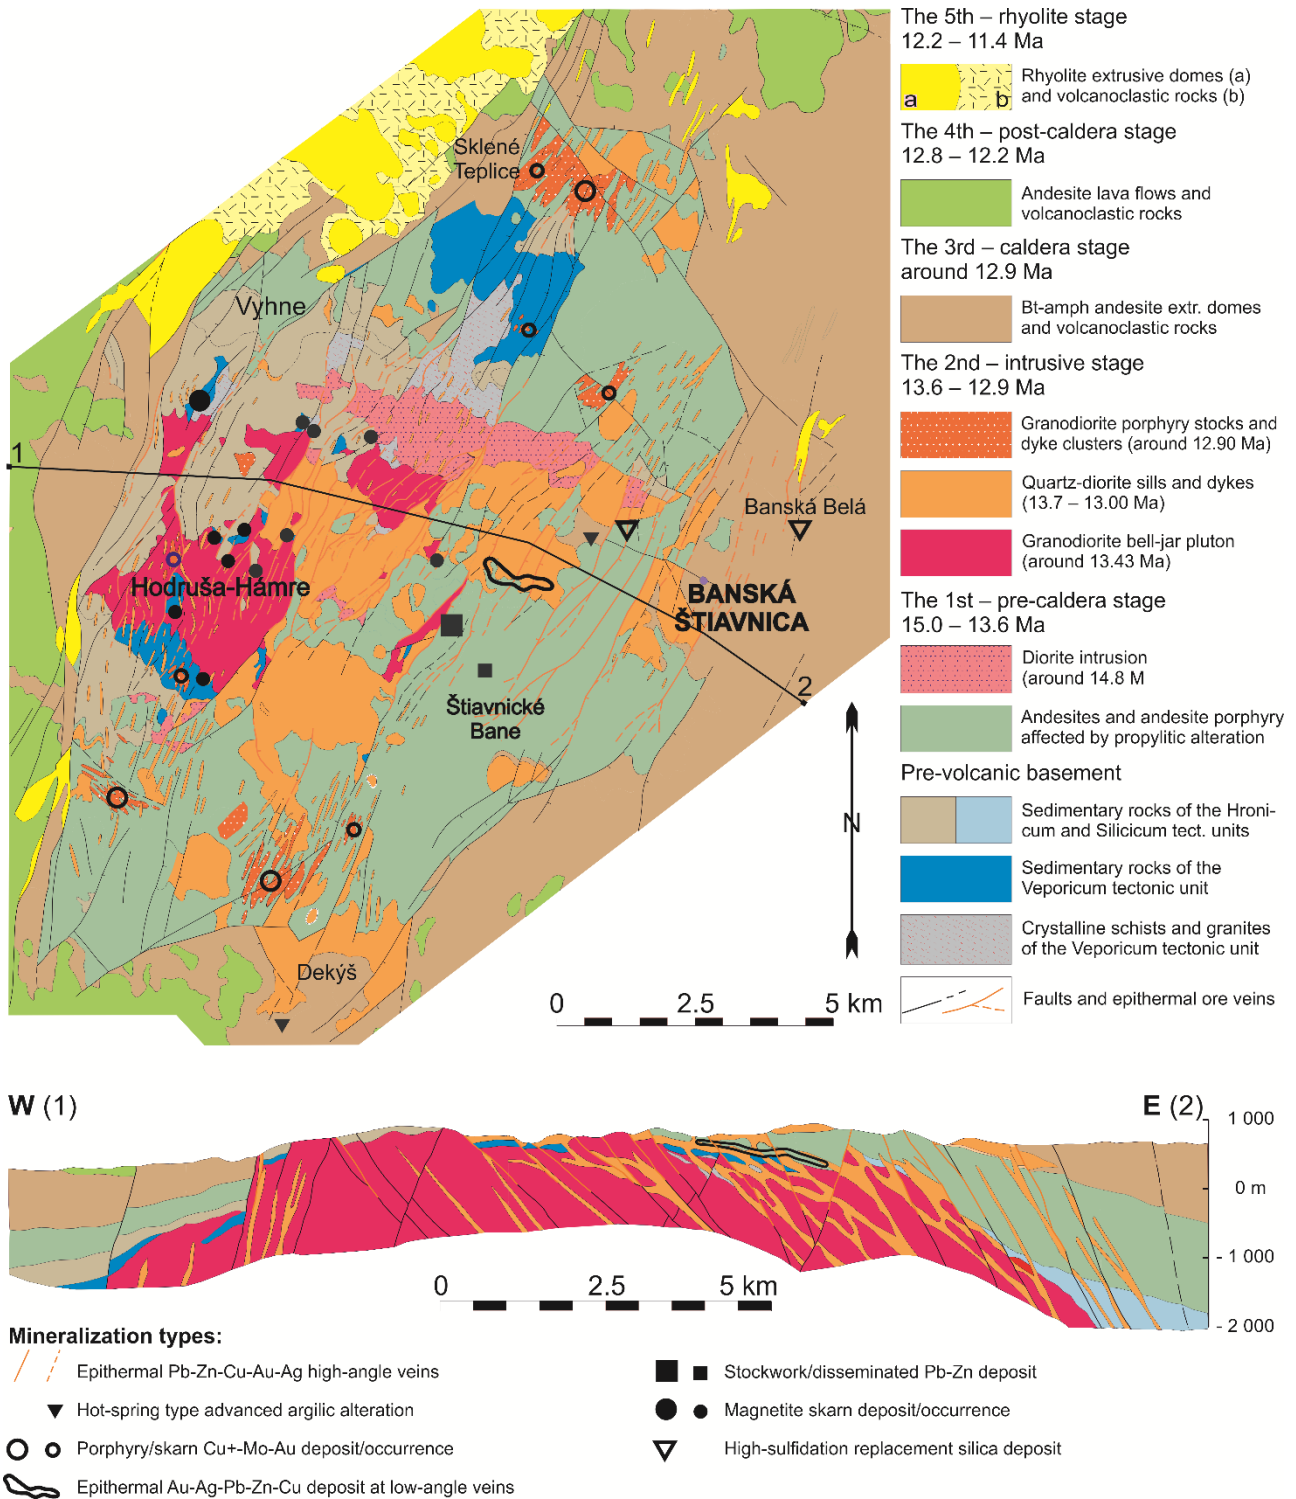 Sklené
Teplice
Vyhne
1
Banská Belá
Hodruša-Hámre
BANSKÁ
ŠTIAVNICA
2
Štiavnické
Bane
Dekýš
N
0 2.5 5 km
The 5th – rhyolite stage
12.2 – 11.4 Ma
a b
Rhyolite extrusive domes (a)
and volcanoclastic rocks (b)
The 4th – post-caldera stage
12.8 – 12.2 Ma
Andesite lava flows and
volcanoclastic rocks
The 3rd – caldera stage
around 12.9 Ma
Bt-amph andesite extr. domes
and volcanoclastic rocks
The 2nd – intrusive stage
13.6 – 12.9 Ma
Granodiorite porphyry stocks and
dyke clusters (around 12.90 Ma)
Quartz-diorite sills and dykes
(13.7 – 13.00 Ma)
Granodiorite bell-jar pluton
(around 13.43 Ma)
The 1st – pre-caldera stage
15.0 – 13.6 Ma
Diorite intrusion
(around 14.8 M
Andesites and andesite porphyry
affected by propylitic alteration
Pre-volcanic basement
Sedimentary rocks of the Hroni-
cum and Silicicum tect. units
Sedimentary rocks of the
Veporicum tectonic unit
Crystalline schists and granites
of the Veporicum tectonic unit
Faults and epithermal ore veins
W (1)
E (2)
1 000
0 m
- 1 000
- 2 000
0 2.5 5 km
Mineralization types:
Epithermal Pb-Zn-Cu-Au-Ag high-angle veins
Hot-spring type advanced argilic alteration
Porphyry/skarn Cu+-Mo-Au deposit/occurrence
Epithermal Au-Ag-Pb-Zn-Cu deposit at low-angle veins
Stockwork/disseminated Pb-Zn deposit
Magnetite skarn deposit/occurrence
High-sulfidation replacement silica deposit